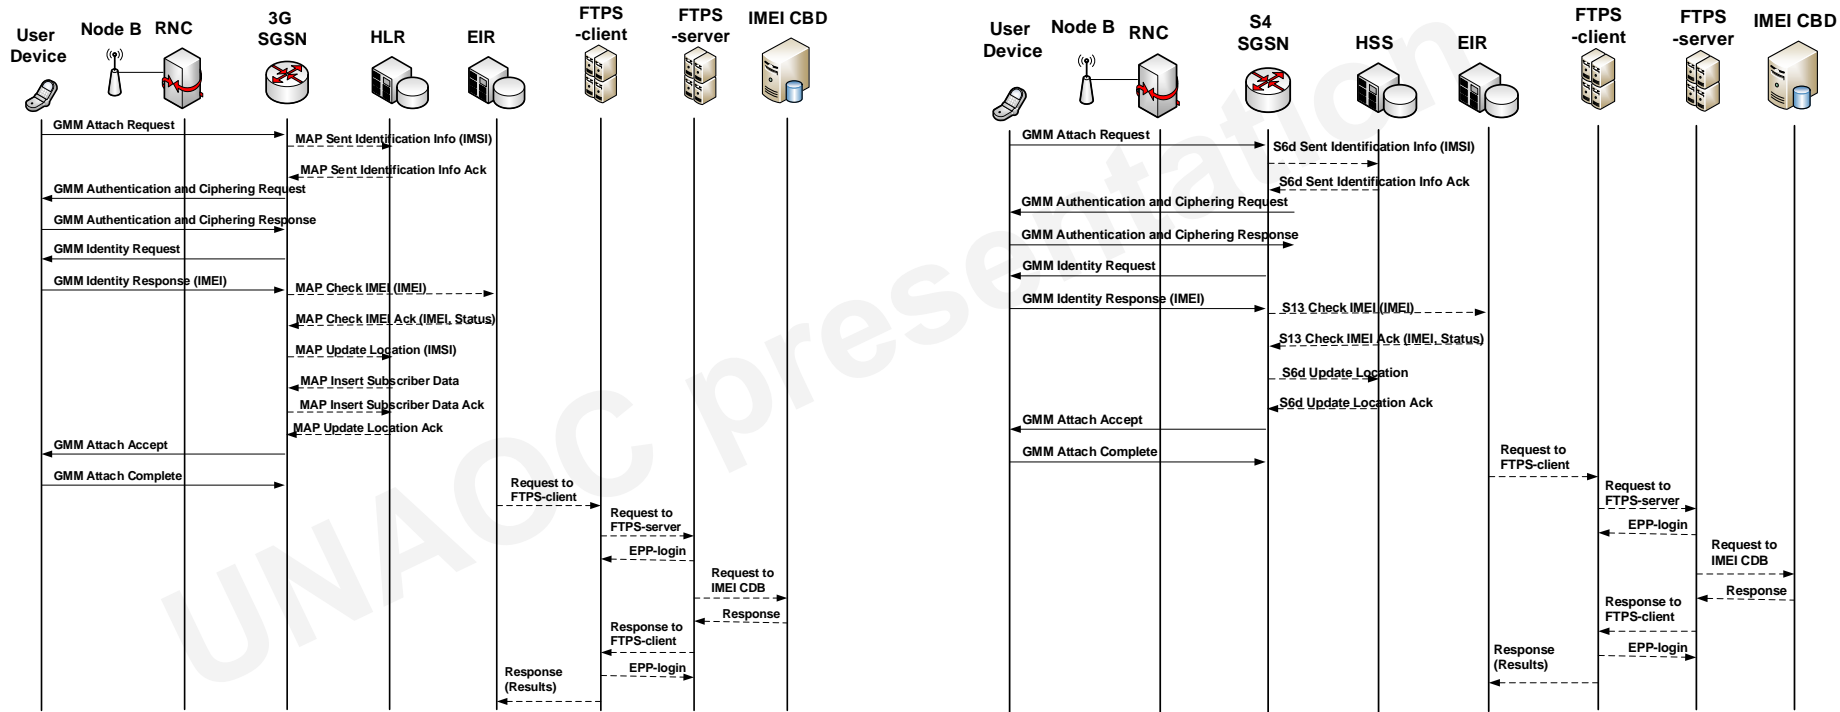 User
Device
Node B
RNC
3G
SGSN
HLR
EIR
FTPS
-client
FTPS
-server
IMEI CBD
GMM Attach Request
MAP Sent Identification Info (IMSI)
MAP Sent Identification Info Ack
GMM Authentication and Ciphering Request
GMM Authentication and Ciphering Response
GMM Identity Request
GMM Identity Response (IMEI)
MAP Check IMEI (IMEI)
MAP Check IMEI Ack (IMEI, Status)
MAP Update Location (IMSI)
MAP Insert Subscriber Data
MAP Insert Subscriber Data Ack
MAP Update Location Ack
GMM Attach Accept
GMM Attach Complete
Request to
FTPS-client
Request to
FTPS-server
EPP-login
Request to
IMEI CDB
Response
Response to
FTPS-client
EPP-login
Response
(Results)
User
Device
Node B
RNC
S4
SGSN
HSS
EIR
FTPS
-client
FTPS
-server
IMEI CBD
GMM Attach Request
S6d Sent Identification Info (IMSI)
S6d Sent Identification Info Ack
GMM Authentication and Ciphering Request
GMM Authentication and Ciphering Response
GMM Identity Request
GMM Identity Response (IMEI)
S13 Check IMEI (IMEI)
S13 Check IMEI Ack (IMEI, Status)
S6d Update Location
S6d Update Location Ack
GMM Attach Accept
GMM Attach Complete
Request to
FTPS-client
Request to
FTPS-server
EPP-login
Request to
IMEI CDB
Response
Response to
FTPS-client
EPP-login
Response
(Results)
UNAOC presentation